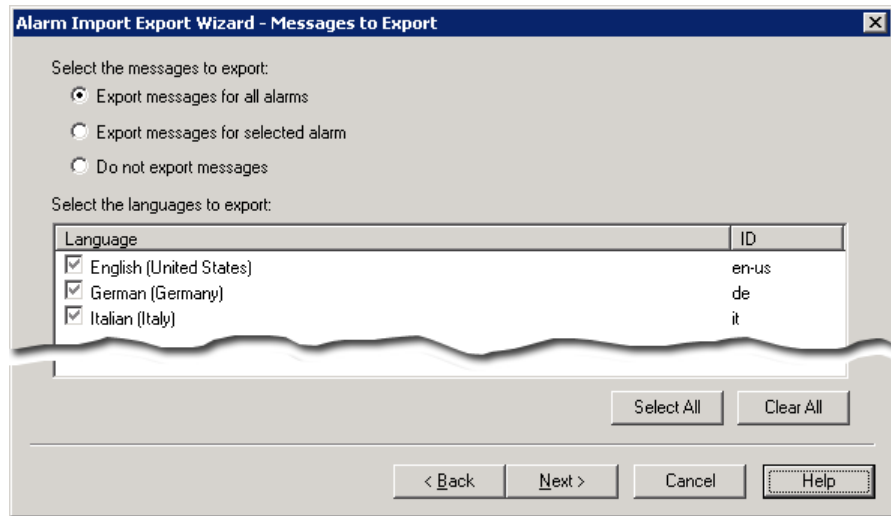 Alarm Import Export Wizard - Messages to Export
Select the messages to export:
Export messages for all alarms
Export messages for selected alarm
Do not export messages
Select the languages to export:
Language ID
English (United States) en-us
German (Germany) de
Italian (Italy) it
Select All Clear All
< Back Next > Cancel Help